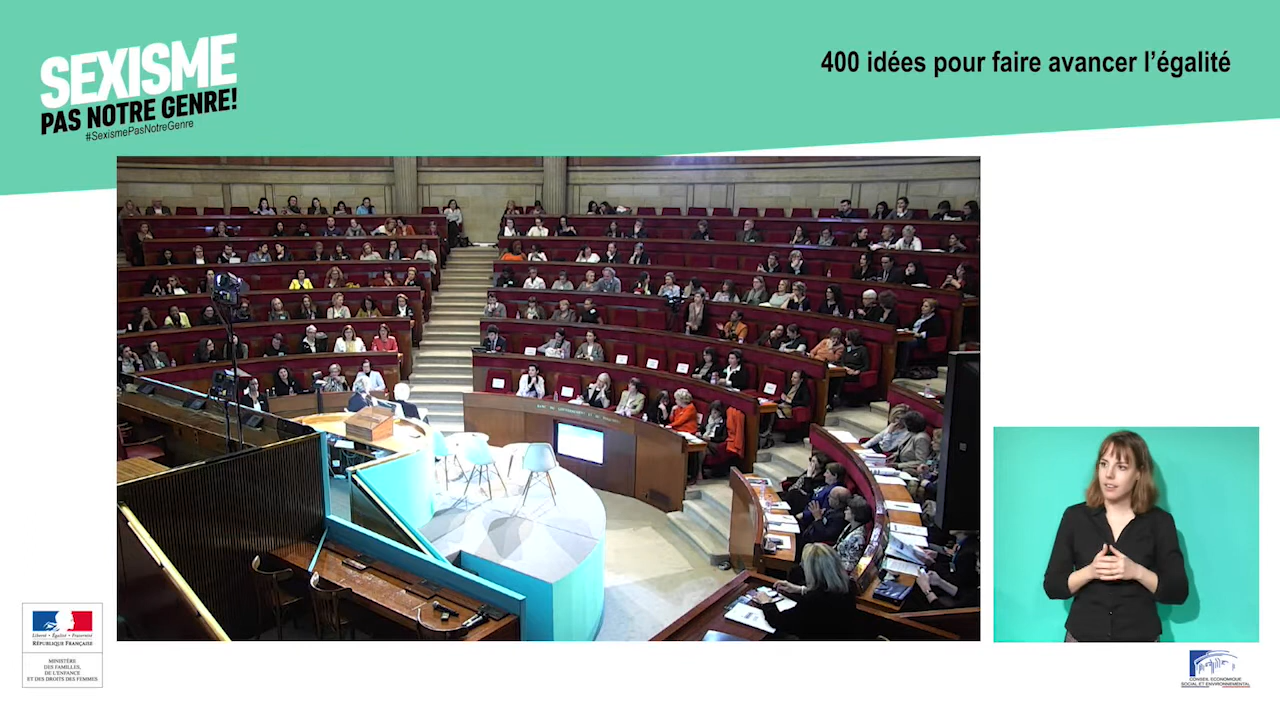 SEXISME
PAS NOTRE GENRE!
#SexismePasNotreGenre
400 idées pour faire avancer l'égalité
Liberté • Égalité • Fraternité
RÉPUBLIQUE FRANÇAISE
MINISTÈRE
DES FAMILLES,
DE L'ENFANCE
ET DES DROITS DES FEMMES
CONSEIL ECONOMIQUE
SOCIAL ET ENVIRONNEMENTAL